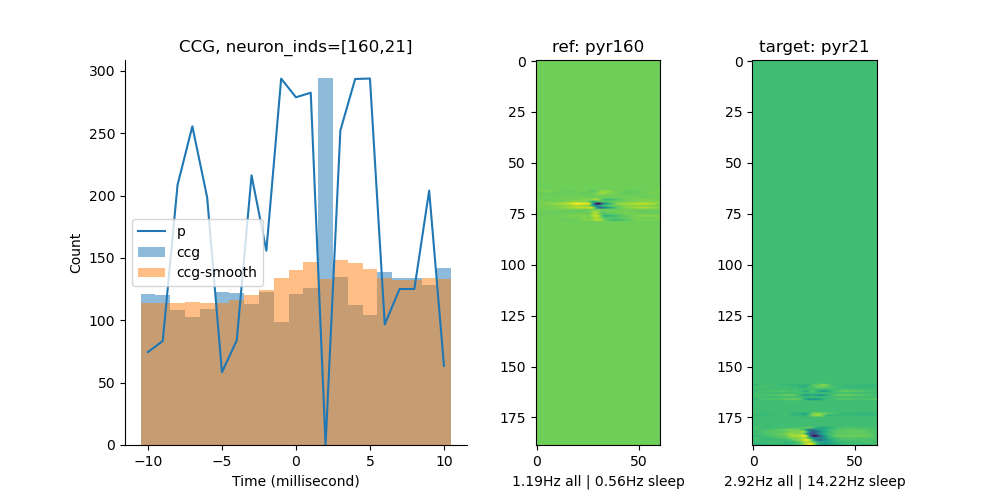 CCG, neuron_inds=[160,21]
300
250
200
150
100
50
0
Count
p
ccg
ccg-smooth
−10 −5 0 5 10
Time (millisecond)
ref: pyr160
0
25
50
75
100
125
150
175
0 50
1.19Hz all | 0.56Hz sleep
target: pyr21
0
25
50
75
100
125
150
175
0 50
2.92Hz all | 14.22Hz sleep